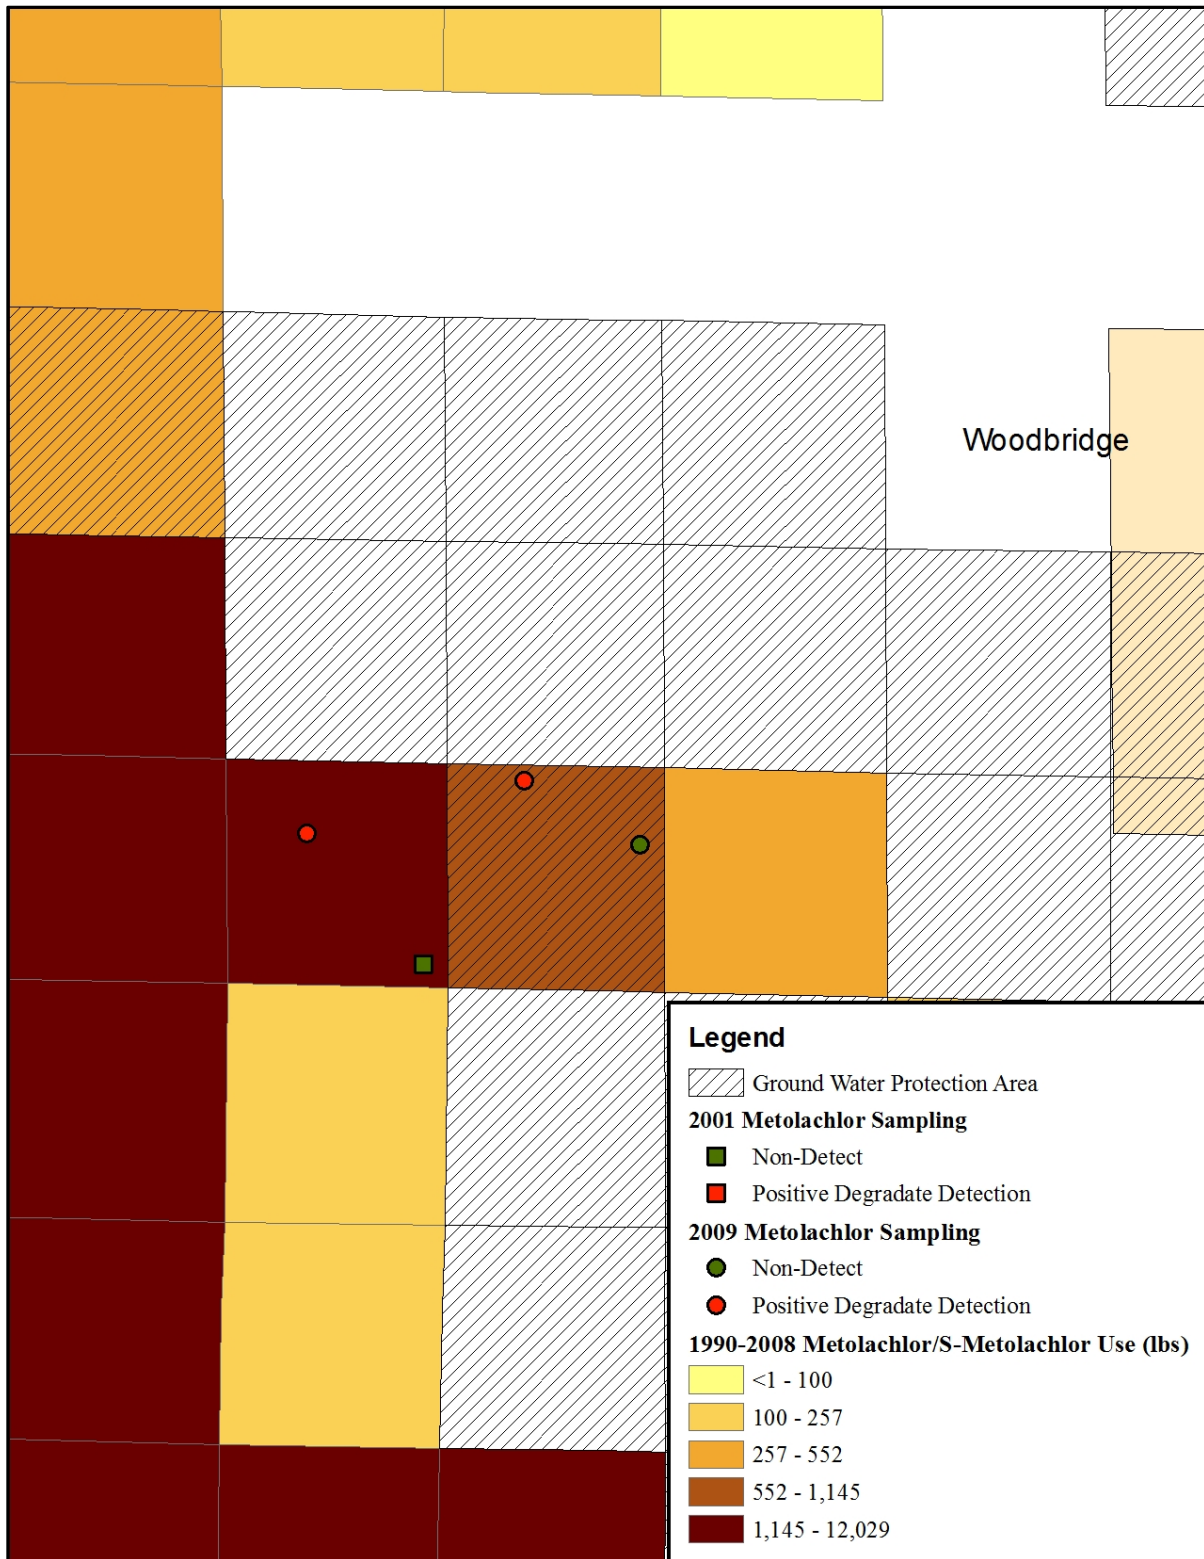 Woodbridge
Legend
Ground Water Protection Area
2001 Metolachlor Sampling
Non-Detect
Positive Degradate Detection
2009 Metolachlor Sampling
Non-Detect
Positive Degradate Detection
1990-2008 Metolachlor/S-Metolachlor Use (lbs)
<1 - 100
100 - 257
257 - 552
552 - 1,145
1,145 - 12,029